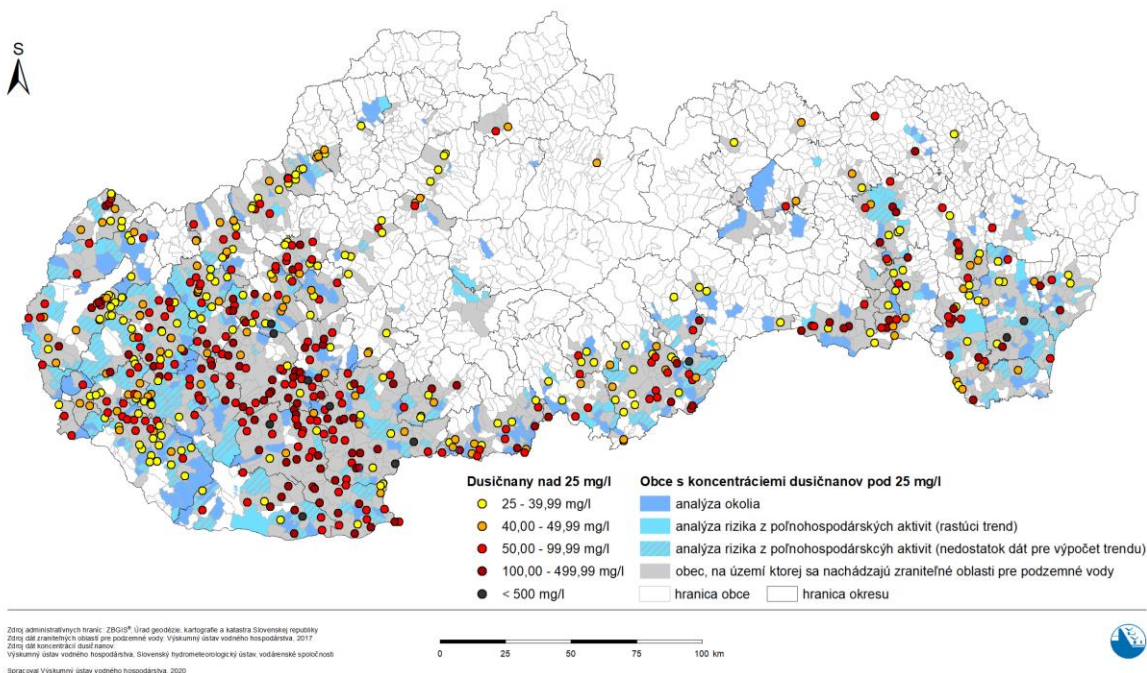 S
Dusičnany nad 25 mg/l
25 - 39,99 mg/l
40,00 - 49,99 mg/l
50,00 - 99,99 mg/l
100,00 - 499,99 mg/l
< 500 mg/l
Obce s koncentráciemi dusičnanov pod 25 mg/l
analýza okolia
analýza rizika z poľnohospodárských aktivit (rastúci trend)
analýza rizika z poľnohospodárskcýh aktivit (nedostatok dát pre výpočet trendu)
obec, na území ktorej sa nachádzajú zraniteľné oblasti pre podzemné vody
hranica obce
hranica okresu
Zdroj administratívnych hraníc: ZBGIS®, Úrad geodézie, kartografie a katastra Slovenskej republiky
Zdroj dát zraniteľných oblastí pre podzemné vody: Výskumný ústav vodného hospodárstva, 2017
Zdroj dát koncentrácií dusičnanov:
Výskumný ústav vodného hospodárstva, Slovenský hydrometeorologický ústav, vodárenské spoločnosti
Spracoval Výskumný ústav vodného hospodárstva, 2020
0 25 50 75 100 km